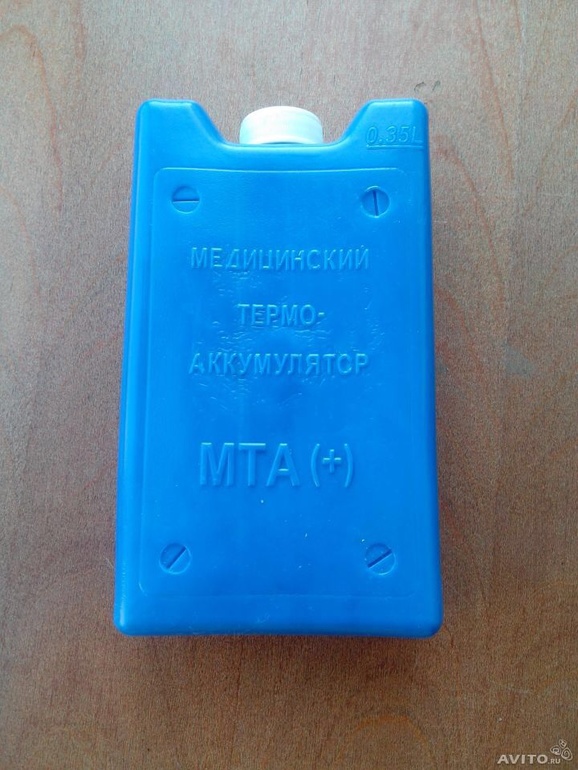 0.35L
МЕДИЦИНСКИЙ
ТЕРМО-
АККУМУЛЯТОР
МТА (+)
AVITO.RU